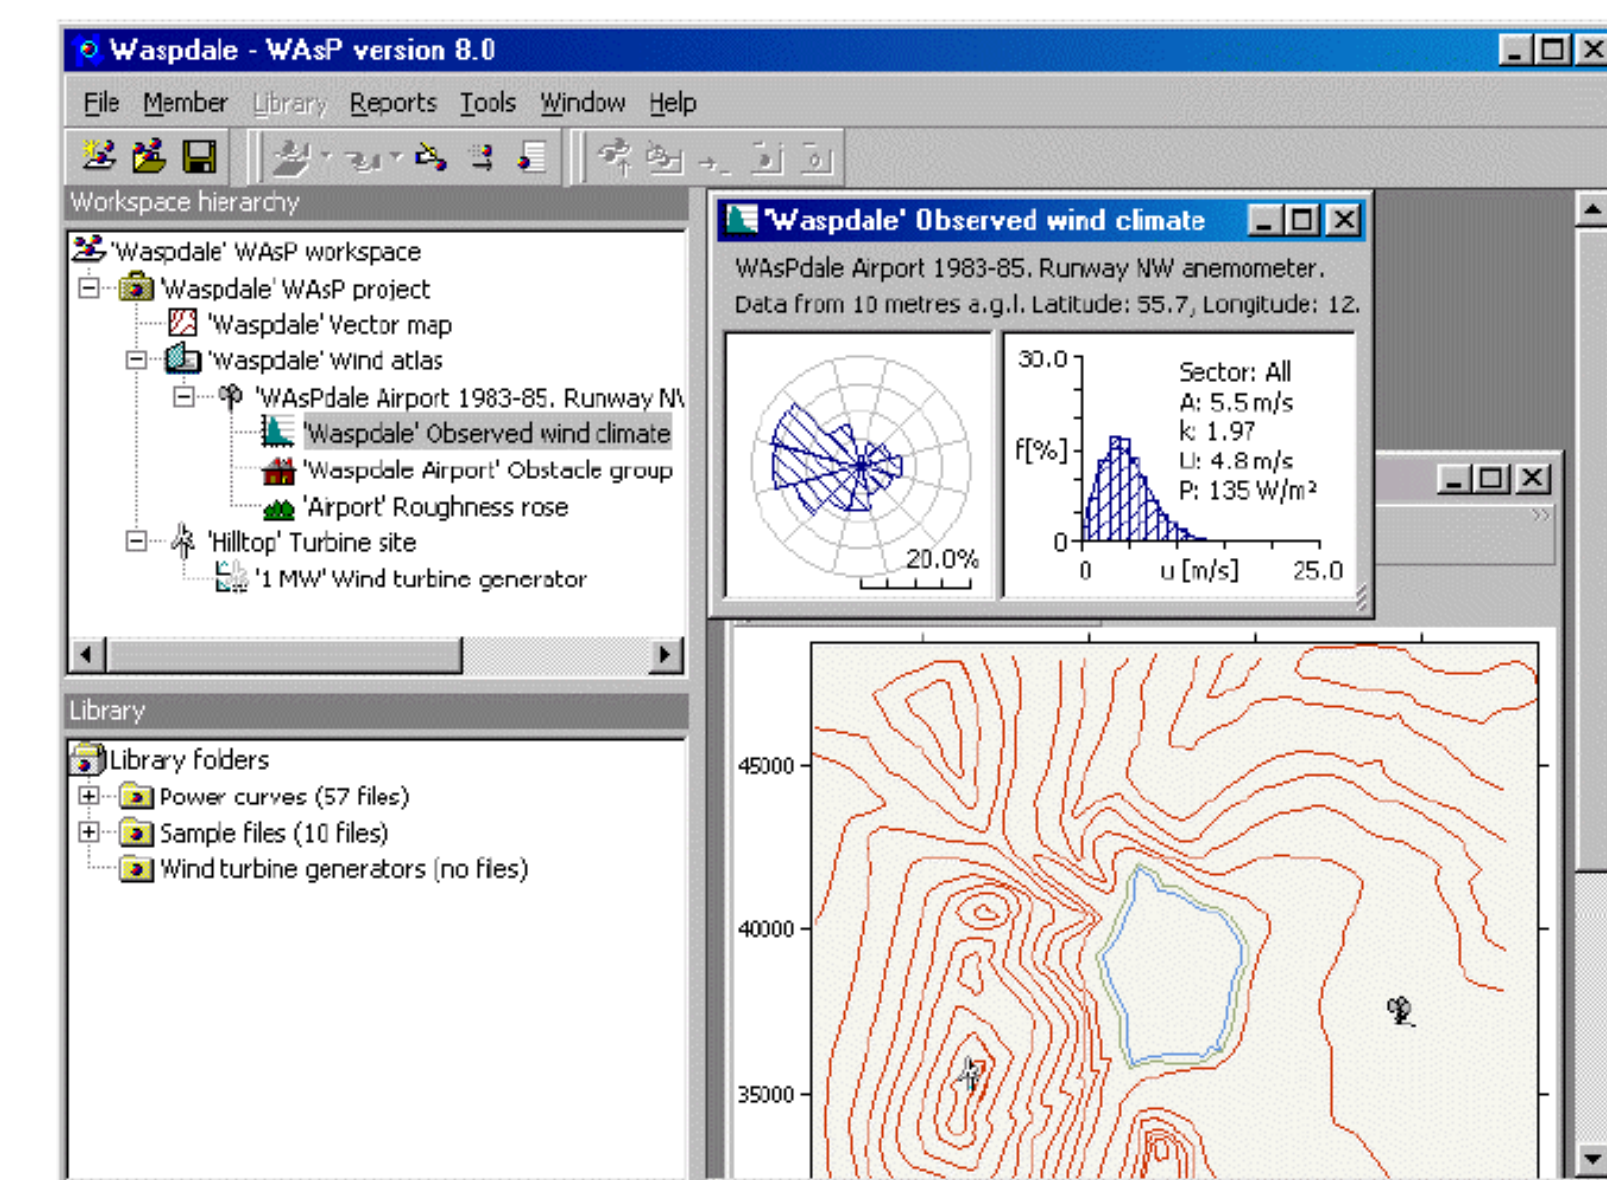 Waspdale - WAsP version 8.0
File Member Library Reports Tools Window Help
Workspace hierarchy
'Waspdale' WAsP workspace
'Waspdale' WAsP project
'Waspdale' Vector map
'Waspdale' Wind atlas
'WAsPdale Airport 1983-85. Runway NW
'Waspdale' Observed wind climate
'Waspdale Airport' Obstacle group
'Airport' Roughness rose
'Hilltop' Turbine site
'1 MW' Wind turbine generator
Library
Library folders
Power curves (57 files)
Sample files (10 files)
Wind turbine generators (no files)
'Waspdale' Observed wind climate
WAsPdale Airport 1983-85. Runway NW anemometer.
Data from 10 metres a.g.l. Latitude: 55.7, Longitude: 12.
20.0%
30.0
f[%]
0
0
u [m/s]
25.0
Sector: All
A: 5.5 m/s
k: 1.97
U: 4.8 m/s
P: 135 W/m²
45000
40000
35000